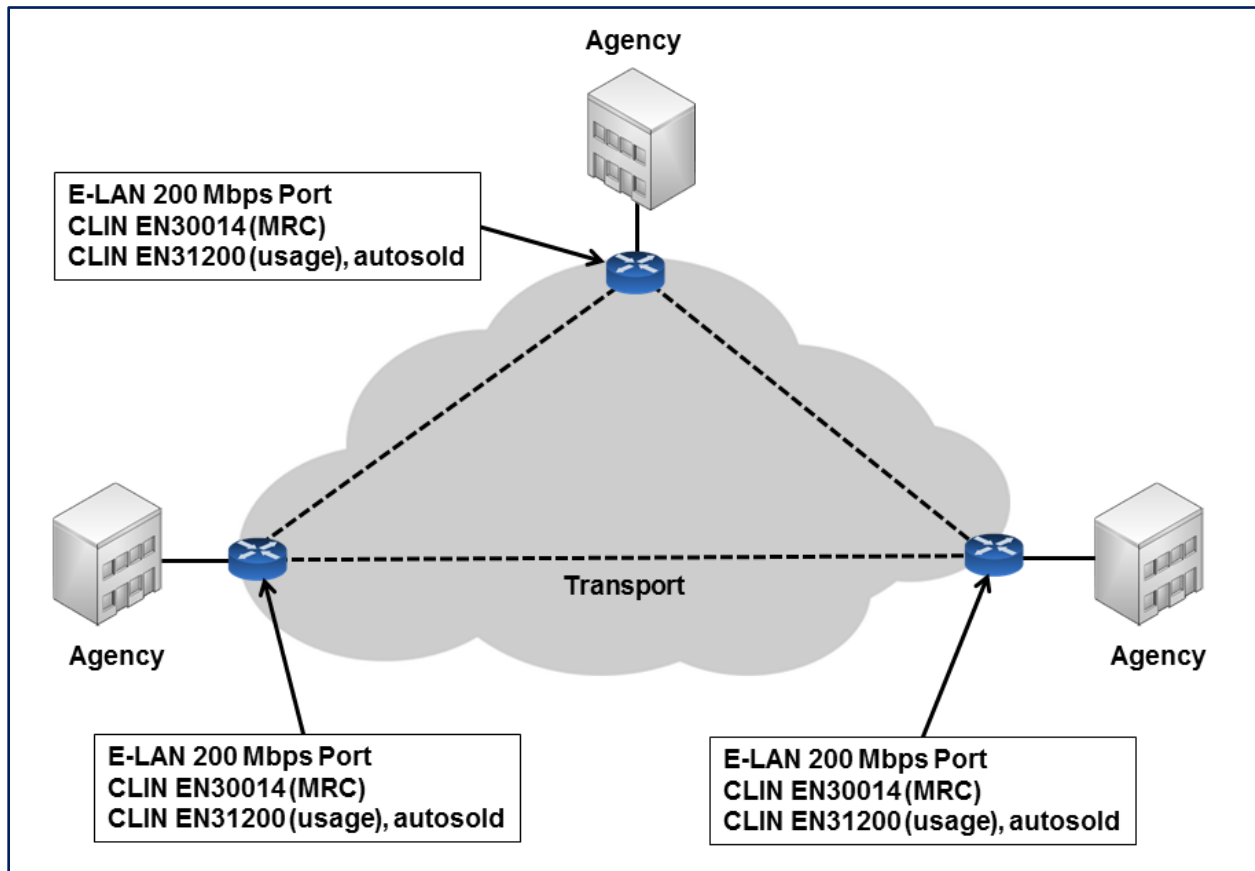 Agency
E-LAN 200 Mbps Port
CLIN EN30014 (MRC)
CLIN EN31200 (usage), autosold
Transport
Agency
Agency
E-LAN 200 Mbps Port
CLIN EN30014 (MRC)
CLIN EN31200 (usage), autosold
E-LAN 200 Mbps Port
CLIN EN30014 (MRC)
CLIN EN31200 (usage), autosold